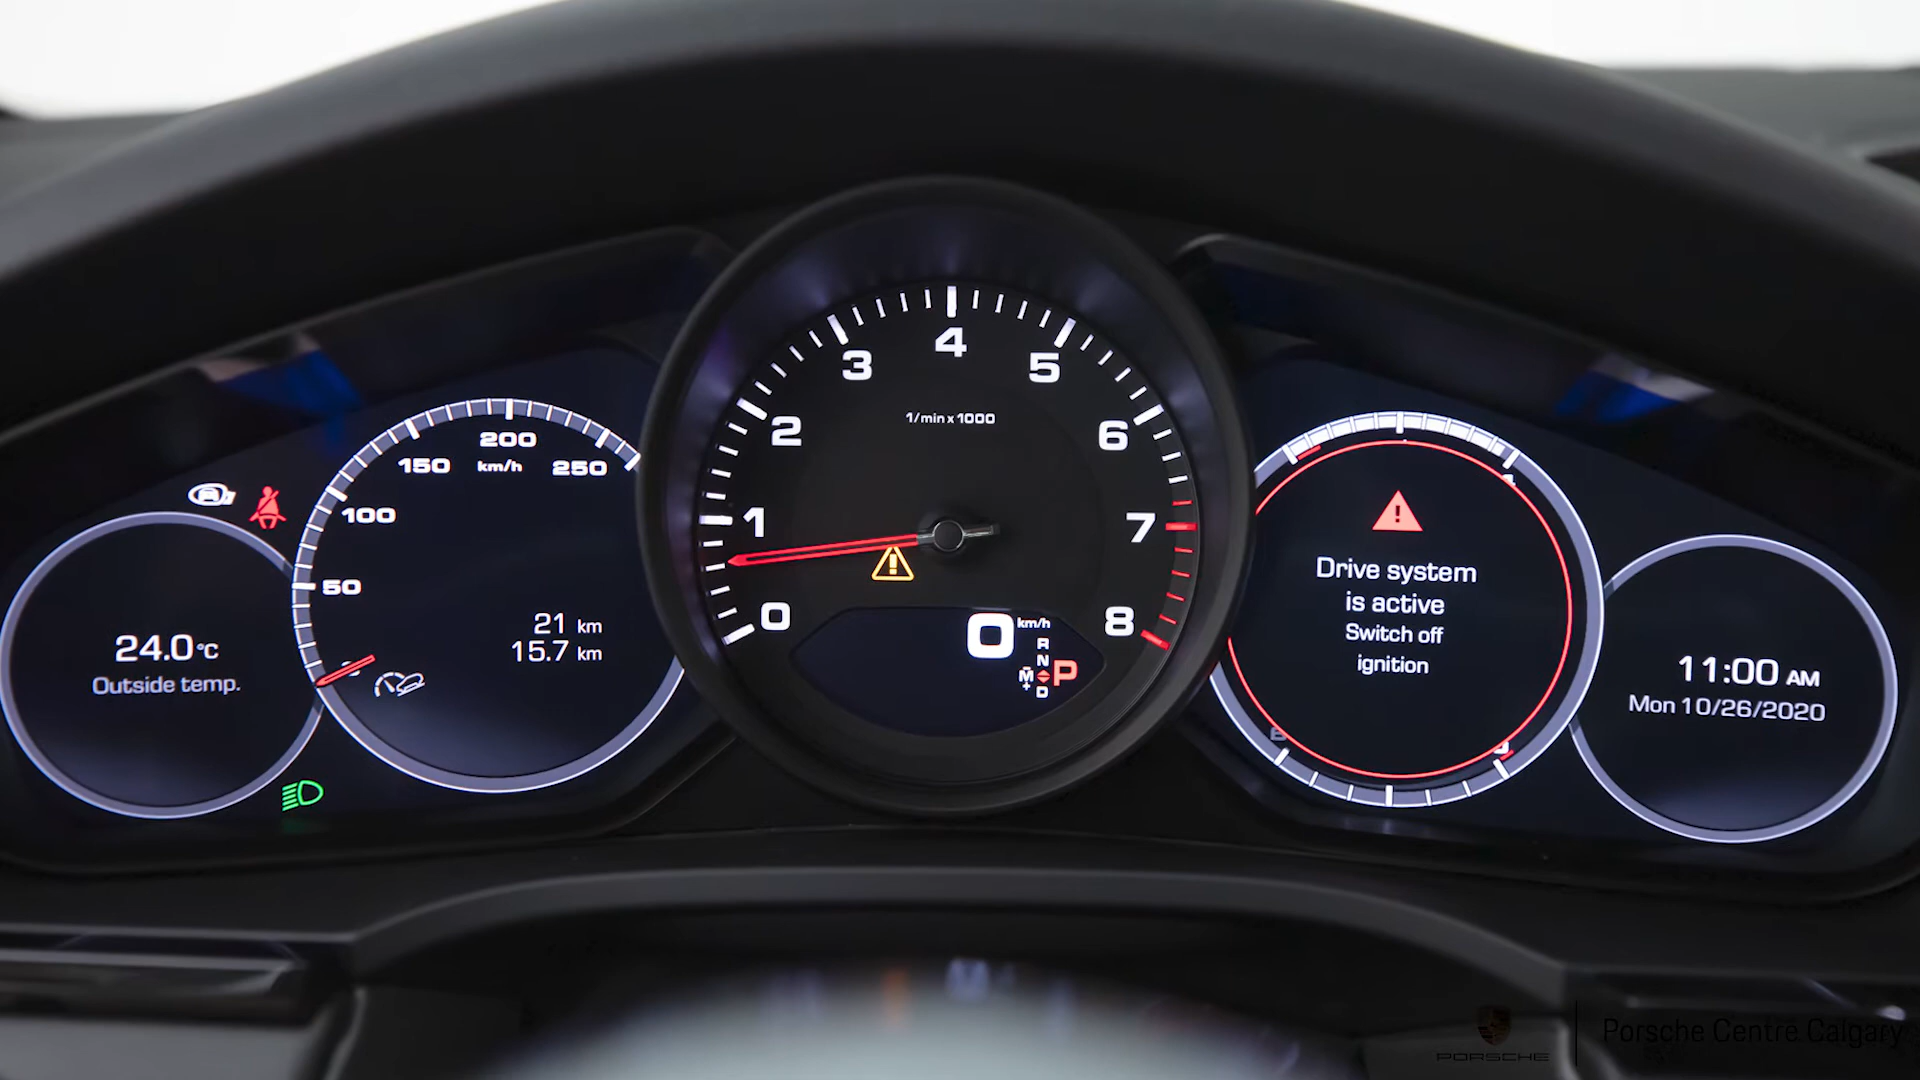 24.0°C
Outside temp.
50
100
150
200
250
km/h
21 km
15.7 km
0
1
2
3
4
5
6
7
8
1/min x 1000
0 km/h
R
N
M
+
D
P
Drive system
is active
Switch off
ignition
11:00 AM
Mon 10/26/2020
PORSCHE
Porsche Centre Calgary